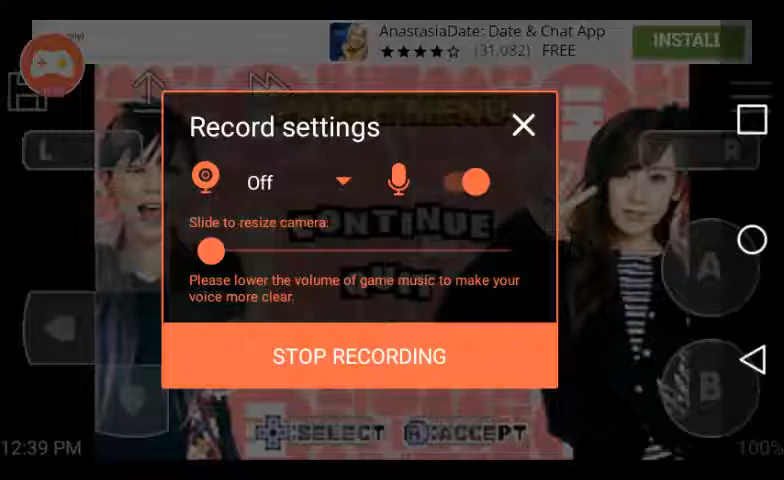 AnastasiaDate: Date & Chat App
(31.082) FREE
INSTALL
L
R
Record settings
Off
Slide to resize camera:
CONTINUE
Please lower the volume of game music to make your
voice more clear.
QUIT
A
STOP RECORDING
B
:SELECT A:ACCEPT
12:39 PM
100%